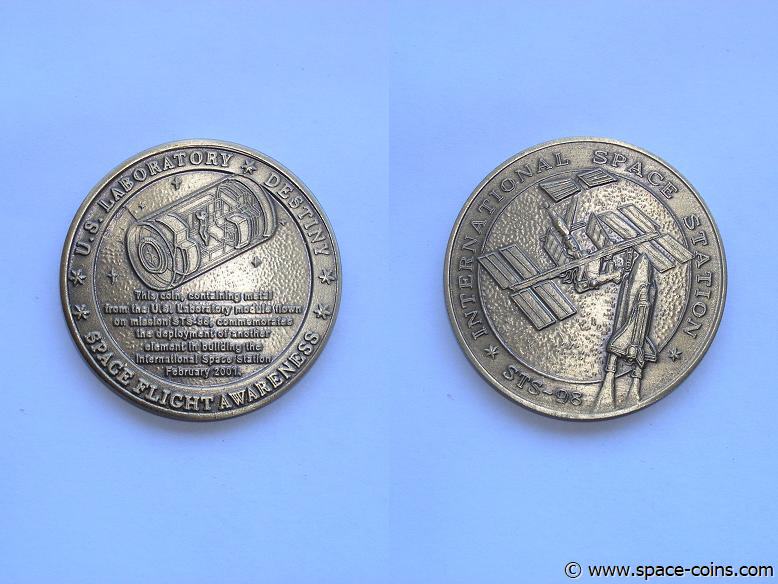 U.S. LABORATORY * DESTINY
This coin, containing metal
from the U.S. Laboratory module flown
on mission STS-98, commemorates
the deployment of another
element in building the
International Space Station
February 2001.
SPACE FLIGHT AWARENESS
INTERNATIONAL SPACE STATION
STS-98
© www.space-coins.com